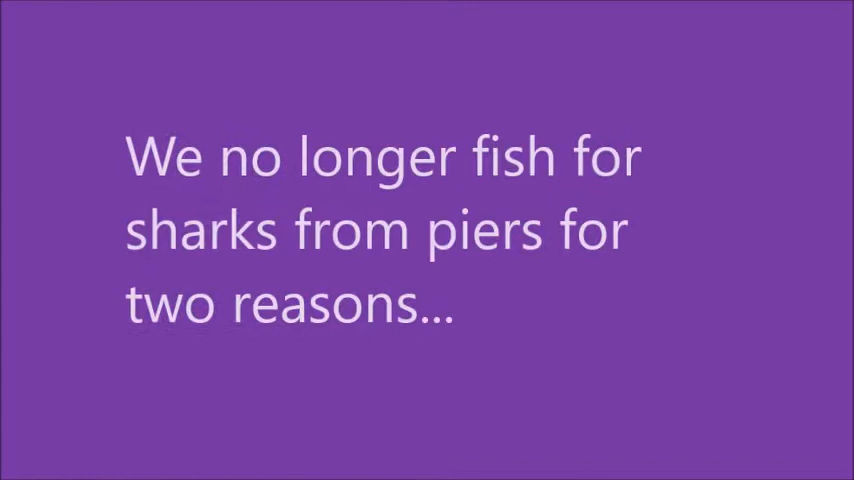 We no longer fish for
sharks from piers for
two reasons...